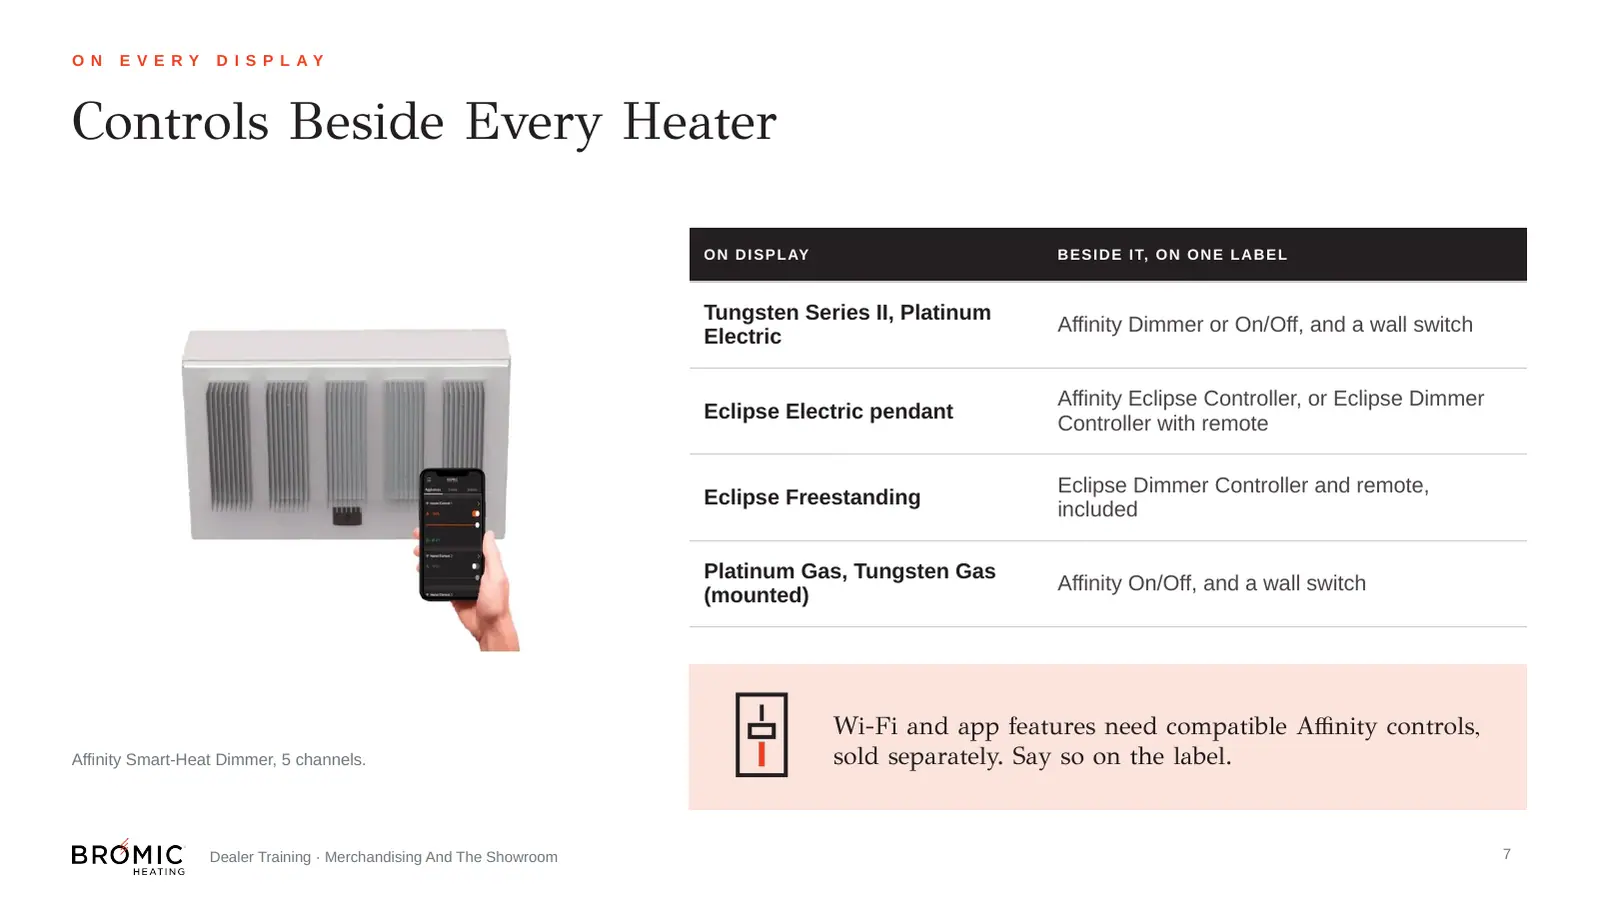 ON EVERY DISPLAY
Controls Beside Every Heater
ON DISPLAY
BESIDE IT, ON ONE LABEL
Tungsten Series II, Platinum
Electric
Affinity Dimmer or On/Off, and a wall switch
Eclipse Electric pendant
Affinity Eclipse Controller, or Eclipse Dimmer
Controller with remote
Eclipse Freestanding
Eclipse Dimmer Controller and remote,
included
Platinum Gas, Tungsten Gas
(mounted)
Affinity On/Off, and a wall switch
Wi-Fi and app features need compatible Affinity controls,
sold separately. Say so on the label.
Affinity Smart-Heat Dimmer, 5 channels.
BROMIC
HEATING
Dealer Training · Merchandising And The Showroom
7